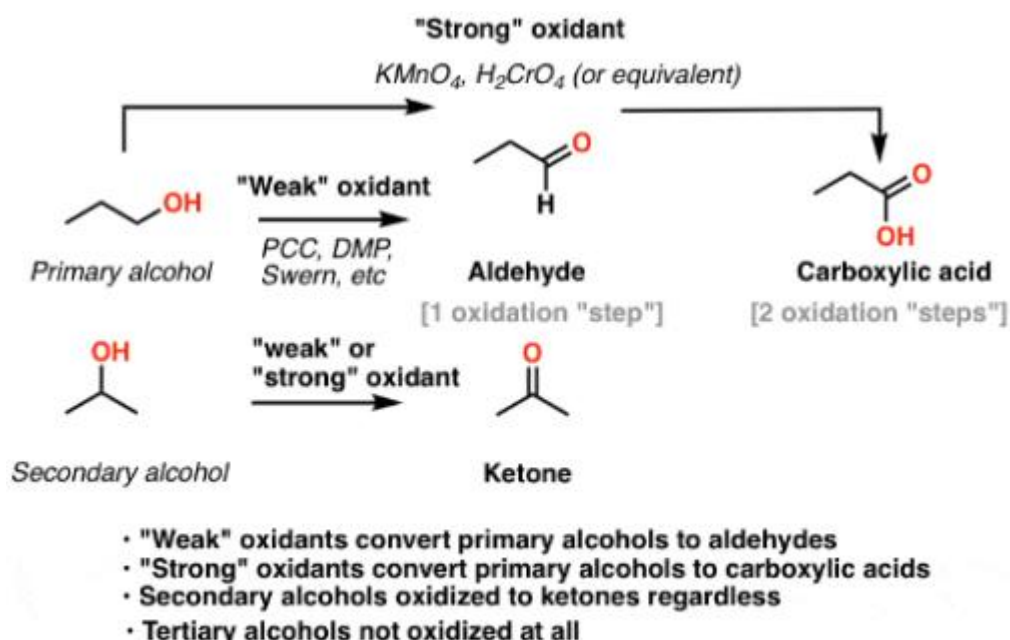 "Strong" oxidant
KMnO4, H2CrO4 (or equivalent)
O
H
OH
"Weak" oxidant
PCC, DMP,
Swern, etc
O
OH
Primary alcohol
Aldehyde
Carboxylic acid
[1 oxidation "step"]
[2 oxidation "steps"]
OH
"weak" or
"strong" oxidant
O
Secondary alcohol
Ketone
· "Weak" oxidants convert primary alcohols to aldehydes
· "Strong" oxidants convert primary alcohols to carboxylic acids
· Secondary alcohols oxidized to ketones regardless
· Tertiary alcohols not oxidized at all